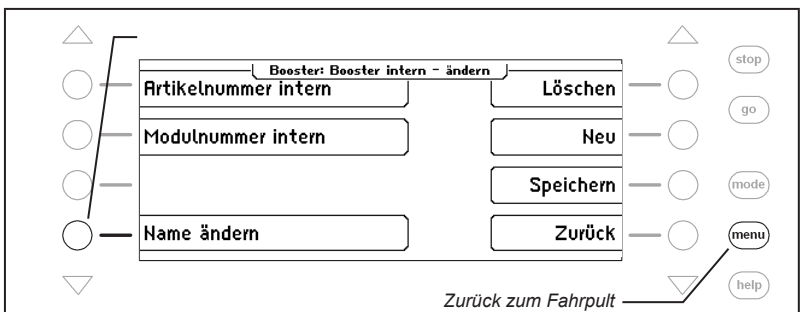 Booster: Booster intern - ändern
Artikelnummer intern
Löschen
Modulnummer intern
Neu
Speichern
Name ändern
Zurück
stop
go
mode
menu
help
Zurück zum Fahrpult